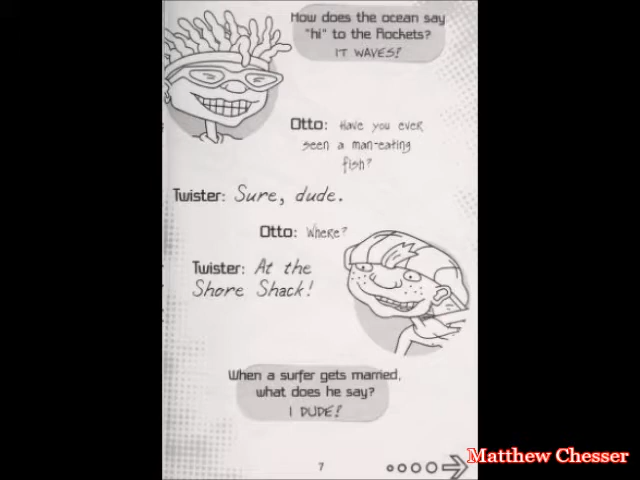 How does the ocean say
"hi" to the Rockets?
IT WAVES!
Otto: Have you ever
seen a man-eating
fish?
Twister: Sure, dude.
Otto: Where?
Twister: At the
Shore Shack!
When a surfer gets married,
what does he say?
I DUDE!
7
Matthew Chesser